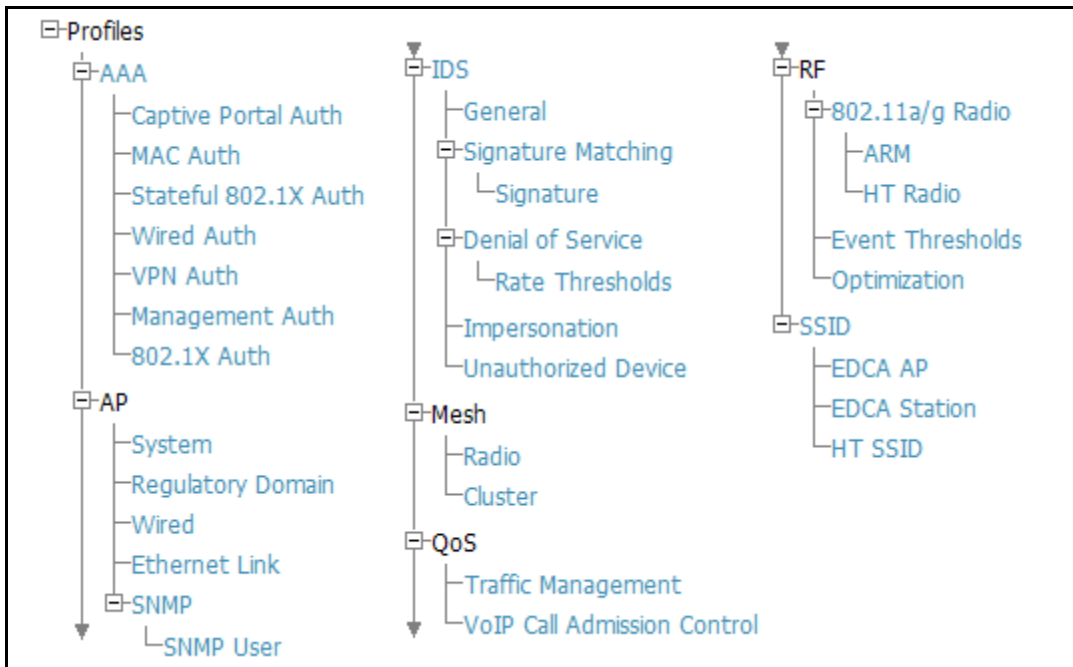 Profiles
AAA
Captive Portal Auth
MAC Auth
Stateful 802.1X Auth
Wired Auth
VPN Auth
Management Auth
802.1X Auth
AP
System
Regulatory Domain
Wired
Ethernet Link
SNMP
SNMP User
IDS
General
Signature Matching
Signature
Denial of Service
Rate Thresholds
Impersonation
Unauthorized Device
Mesh
Radio
Cluster
QoS
Traffic Management
VoIP Call Admission Control
RF
802.11a/g Radio
ARM
HT Radio
Event Thresholds
Optimization
SSID
EDCA AP
EDCA Station
HT SSID